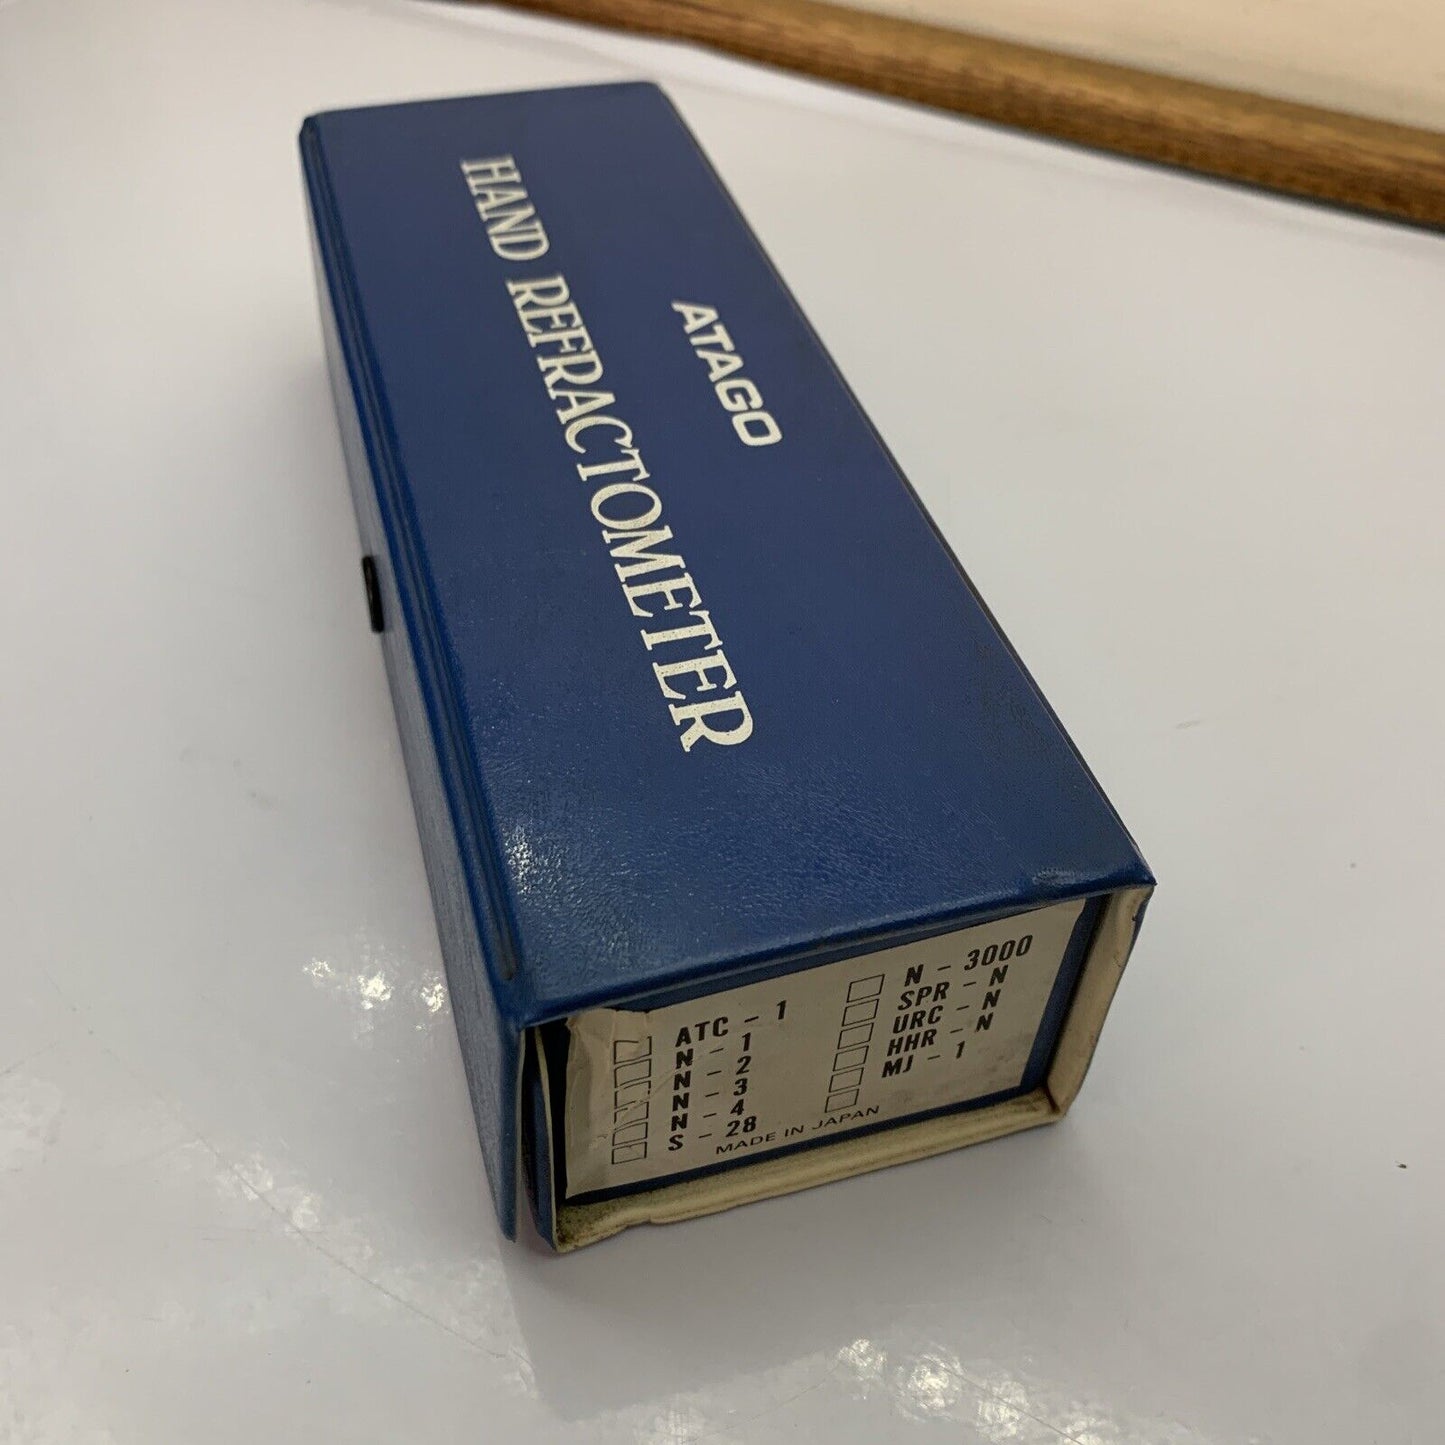 ATAGO
HAND REFRACTOMETER
ATC - 1
N - 1
N - 2
N - 3
N - 4
S - 28
N - 3000
SPR - N
URC - N
HHR - N
MJ - 1
MADE IN JAPAN